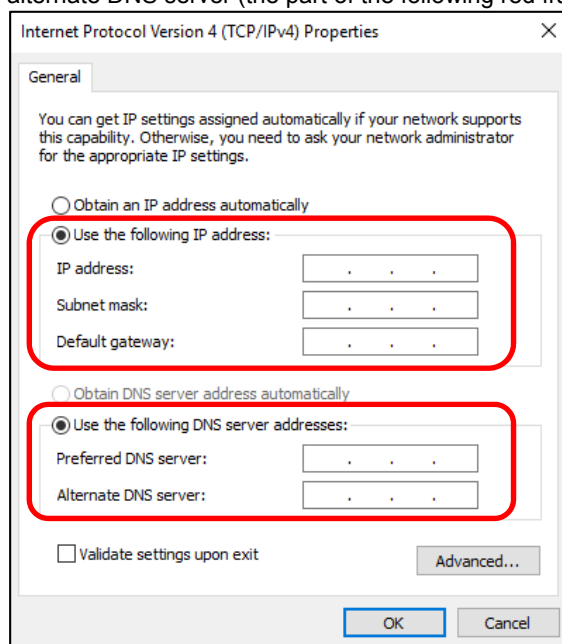 alternate DNS server (the part of the following red fr
Internet Protocol Version 4 (TCP/IPv4) Properties
General
You can get IP settings assigned automatically if your network supports
this capability. Otherwise, you need to ask your network administrator
for the appropriate IP settings.
Obtain an IP address automatically
Use the following IP address:
IP address:
. . .
Subnet mask:
. . .
Default gateway:
. . .
Obtain DNS server address automatically
Use the following DNS server addresses:
Preferred DNS server:
. . .
Alternate DNS server:
. . .
Validate settings upon exit
Advanced...
OK
Cancel